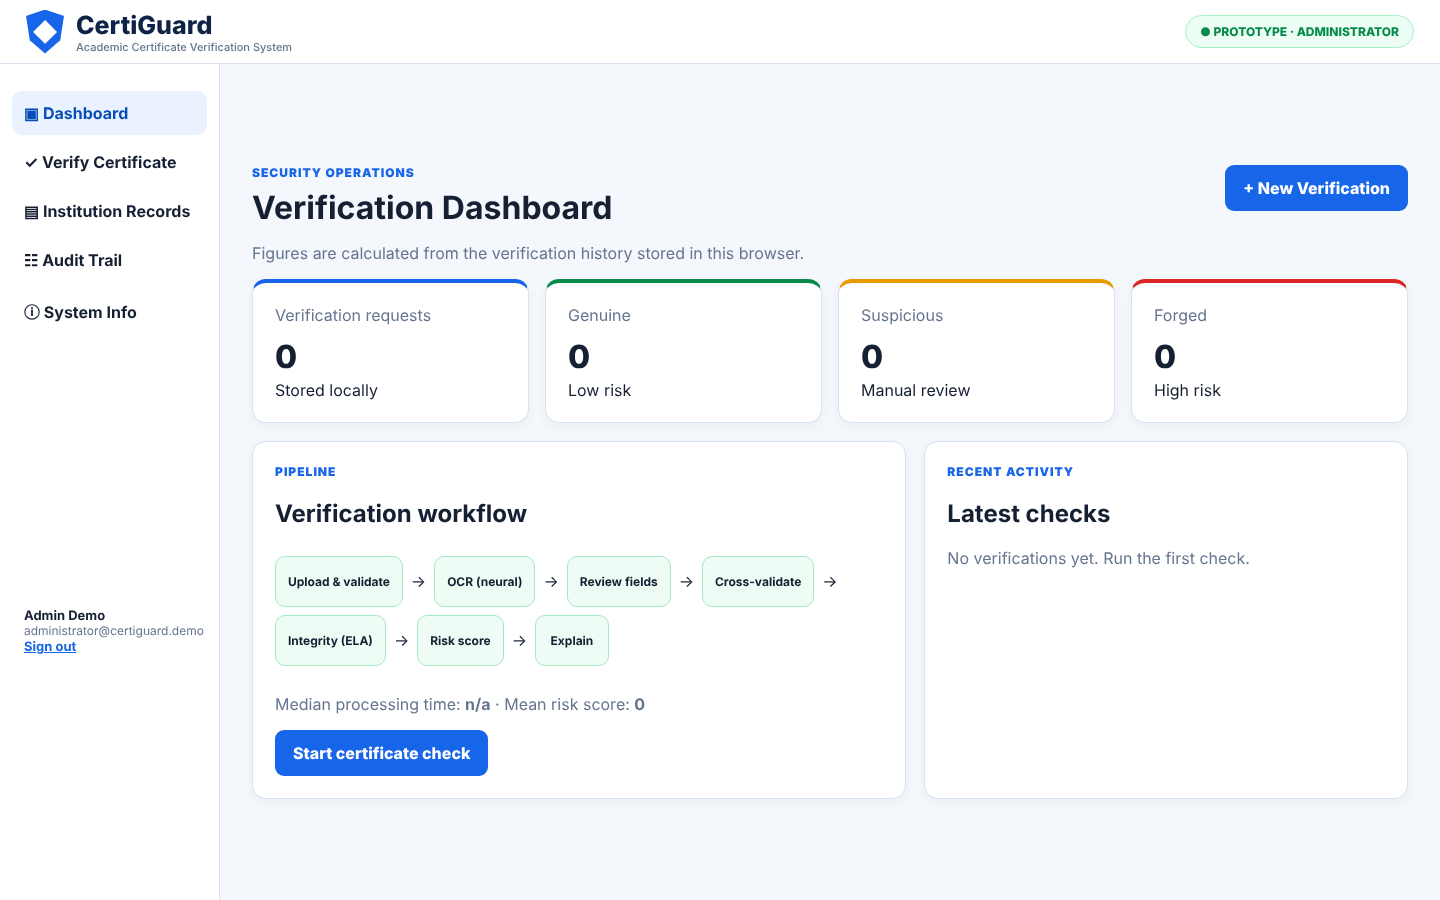 CertiGuard
Academic Certificate Verification System
PROTOTYPE · ADMINISTRATOR
Dashboard
Verify Certificate
Institution Records
Audit Trail
System Info
Admin Demo
administrator@certiguard.demo
Sign out
SECURITY OPERATIONS
Verification Dashboard
+ New Verification
Figures are calculated from the verification history stored in this browser.
Verification requests
0
Stored locally
Genuine
0
Low risk
Suspicious
0
Manual review
Forged
0
High risk
PIPELINE
Verification workflow
Upload & validate → OCR (neural) → Review fields → Cross-validate →
Integrity (ELA) → Risk score → Explain
Median processing time: n/a · Mean risk score: 0
Start certificate check
RECENT ACTIVITY
Latest checks
No verifications yet. Run the first check.